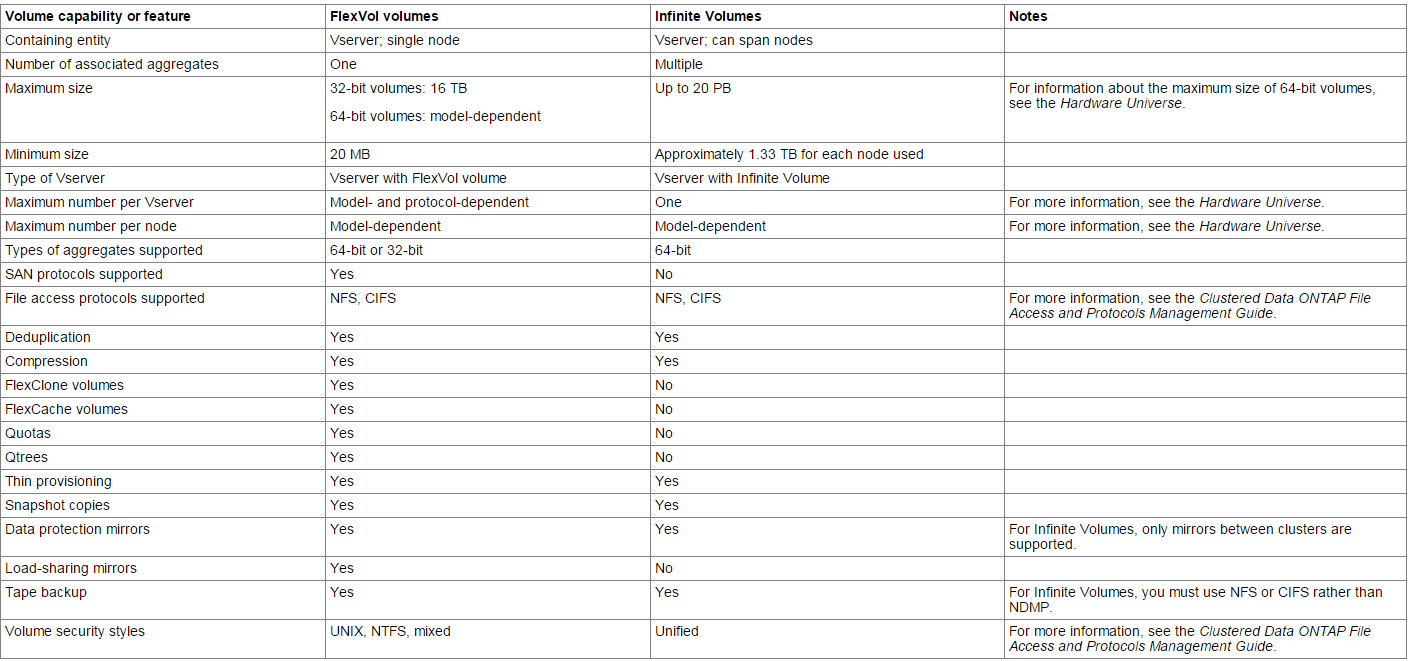 Volume capability or feature FlexVol volumes Infinite Volumes Notes
Containing entity Vserver; single node Vserver; can span nodes
Number of associated aggregates One Multiple
Maximum size 32-bit volumes: 16 TB Up to 20 PB For information about the maximum size of 64-bit volumes,
see the Hardware Universe.
64-bit volumes: model-dependent
Minimum size 20 MB Approximately 1.33 TB for each node used
Type of Vserver Vserver with FlexVol volume Vserver with Infinite Volume
Maximum number per Vserver Model- and protocol-dependent One For more information, see the Hardware Universe.
Maximum number per node Model-dependent Model-dependent For more information, see the Hardware Universe.
Types of aggregates supported 64-bit or 32-bit 64-bit
SAN protocols supported Yes No
File access protocols supported NFS, CIFS NFS, CIFS For more information, see the Clustered Data ONTAP File
Access and Protocols Management Guide.
Deduplication Yes Yes
Compression Yes Yes
FlexClone volumes Yes No
FlexCache volumes Yes No
Quotas Yes No
Qtrees Yes No
Thin provisioning Yes Yes
Snapshot copies Yes Yes
Data protection mirrors Yes Yes For Infinite Volumes, only mirrors between clusters are
supported.
Load-sharing mirrors Yes No
Tape backup Yes Yes For Infinite Volumes, you must use NFS or CIFS rather than
NDMP.
Volume security styles UNIX, NTFS, mixed Unified For more information, see the Clustered Data ONTAP File
Access and Protocols Management Guide.